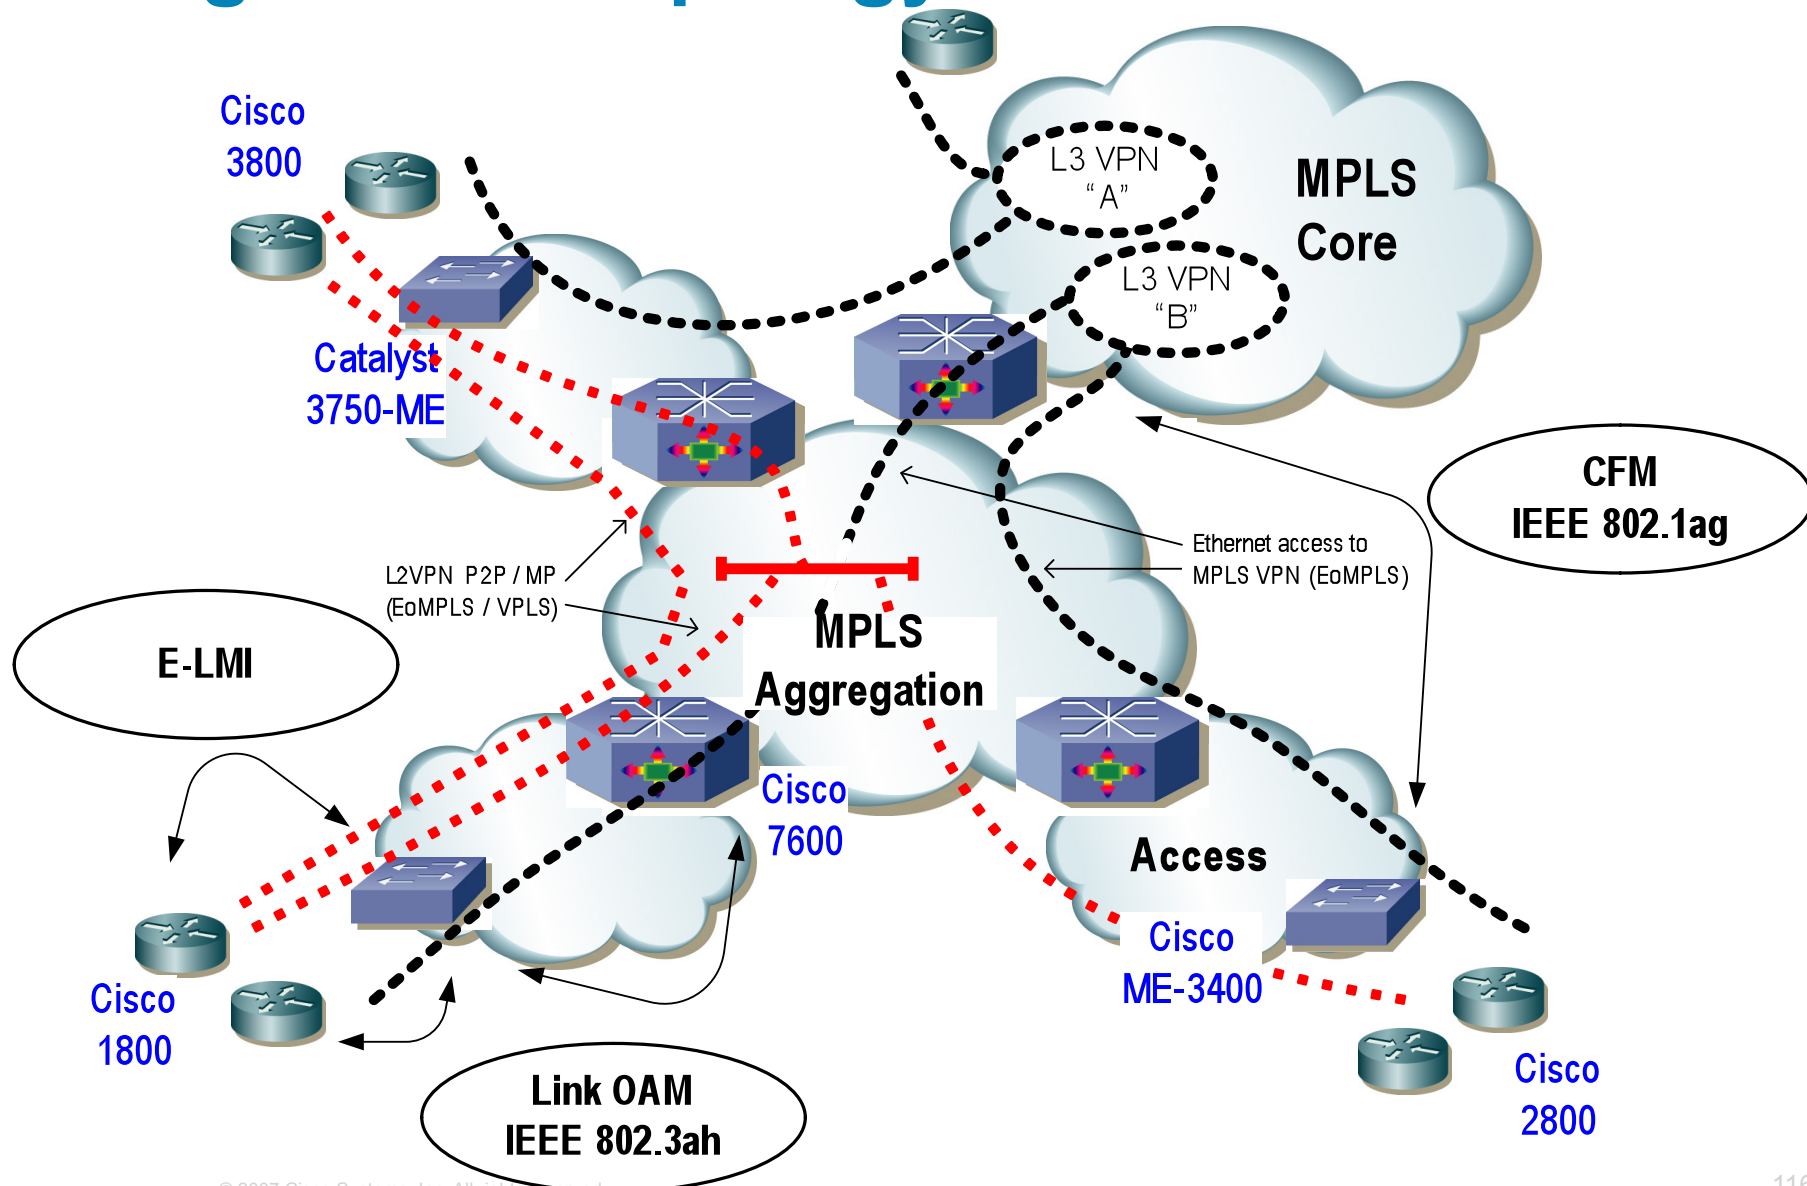 Cisco
3800
L3 VPN
“A”
MPLS
Core
L3 VPN
“B”
Catalyst
3750-ME
CFM
IEEE 802.1ag
Ethernet access to
MPLS VPN (EoMPLS)
L2VPN P2P / MP
(EoMPLS / VPLS)
E-LMI
MPLS
Aggregation
Cisco
7600
Access
Cisco
ME-3400
Cisco
1800
Cisco
2800
Link OAM
IEEE 802.3ah
116